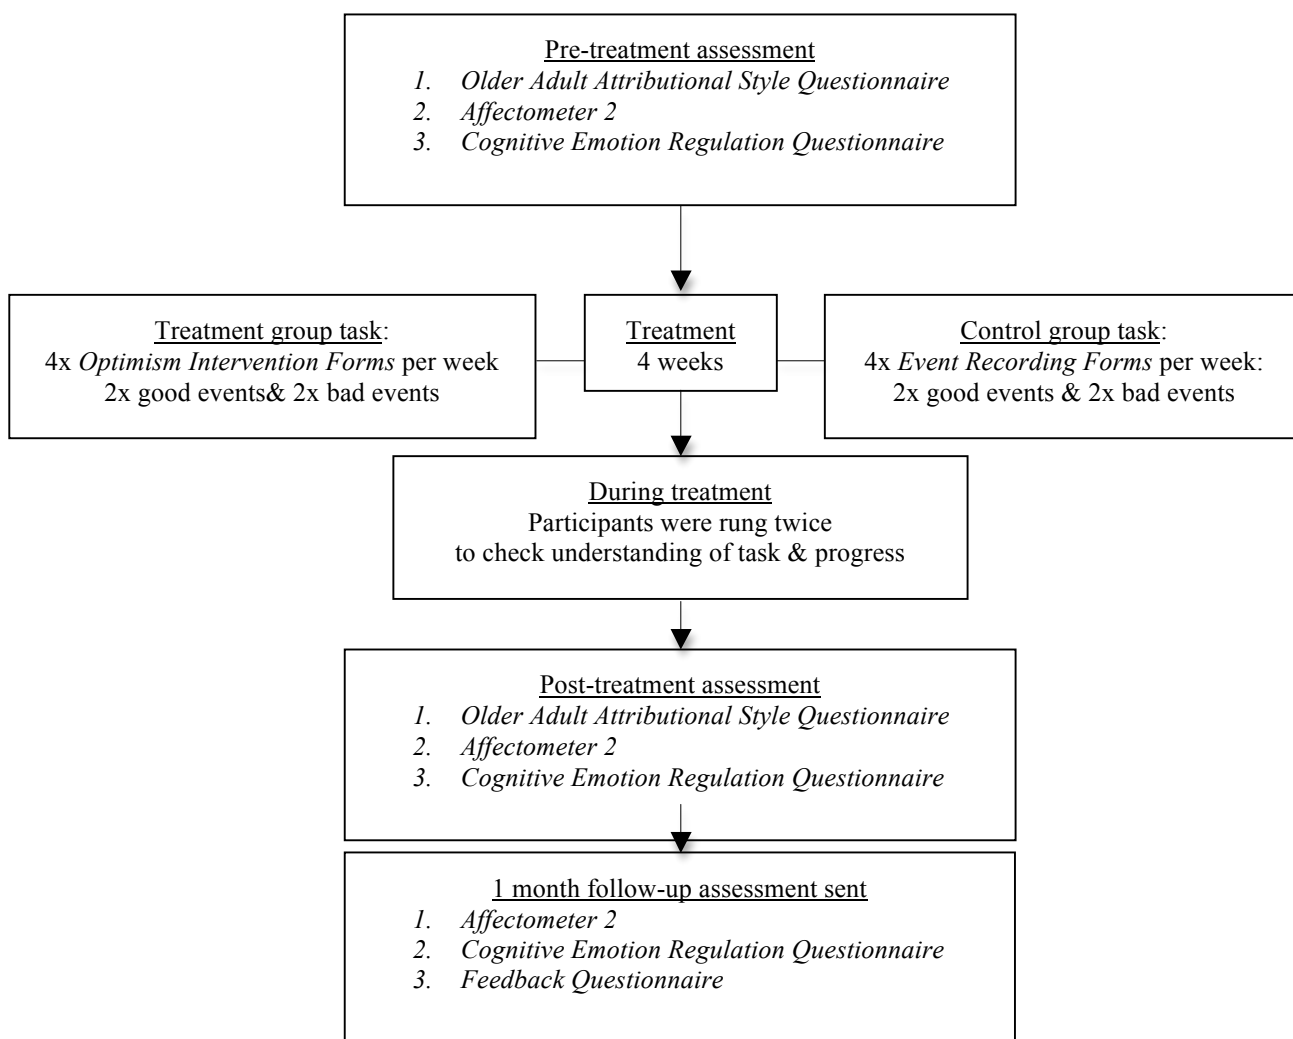 Pre-treatment assessment
1. Older Adult Attributional Style Questionnaire
2. Affectometer 2
3. Cognitive Emotion Regulation Questionnaire
Treatment group task:
4x Optimism Intervention Forms per week
2x good events& 2x bad events
Treatment
4 weeks
Control group task:
4x Event Recording Forms per week:
2x good events & 2x bad events
During treatment
Participants were rung twice
to check understanding of task & progress
Post-treatment assessment
1. Older Adult Attributional Style Questionnaire
2. Affectometer 2
3. Cognitive Emotion Regulation Questionnaire
1 month follow-up assessment sent
1. Affectometer 2
2. Cognitive Emotion Regulation Questionnaire
3. Feedback Questionnaire